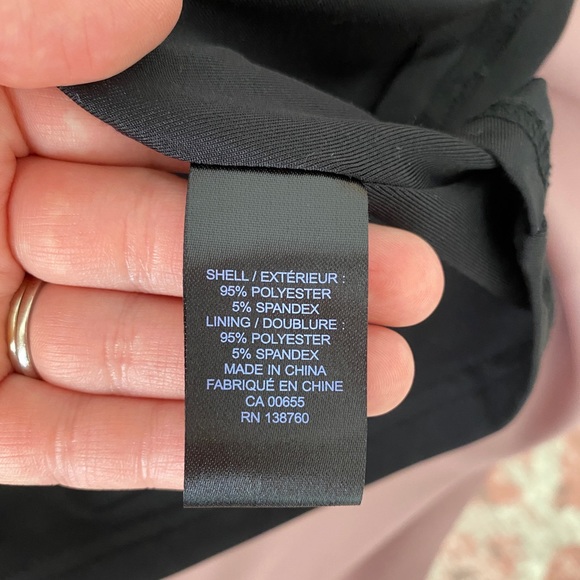 SHELL / EXTÉRIEUR :
95% POLYESTER
5% SPANDEX
LINING / DOUBLURE :
95% POLYESTER
5% SPANDEX
MADE IN CHINA
FABRIQUÉ EN CHINE
CA 00655
RN 138760